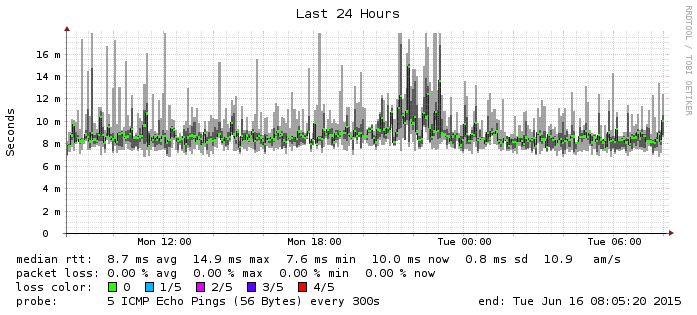 Last 24 Hours
RRDTOOL / TOBI OETIKER
Seconds
16 m
14 m
12 m
10 m
8 m
6 m
4 m
2 m
0
Mon 12:00 Mon 18:00 Tue 00:00 Tue 06:00
median rtt: 8.7 ms avg 14.9 ms max 7.6 ms min 10.0 ms now 0.8 ms sd 10.9 am/s
packet loss: 0.00 % avg 0.00 % max 0.00 % min 0.00 % now
loss color: 0 1/5 2/5 3/5 4/5
probe: 5 ICMP Echo Pings (56 Bytes) every 300s end: Tue Jun 16 08:05:20 2015